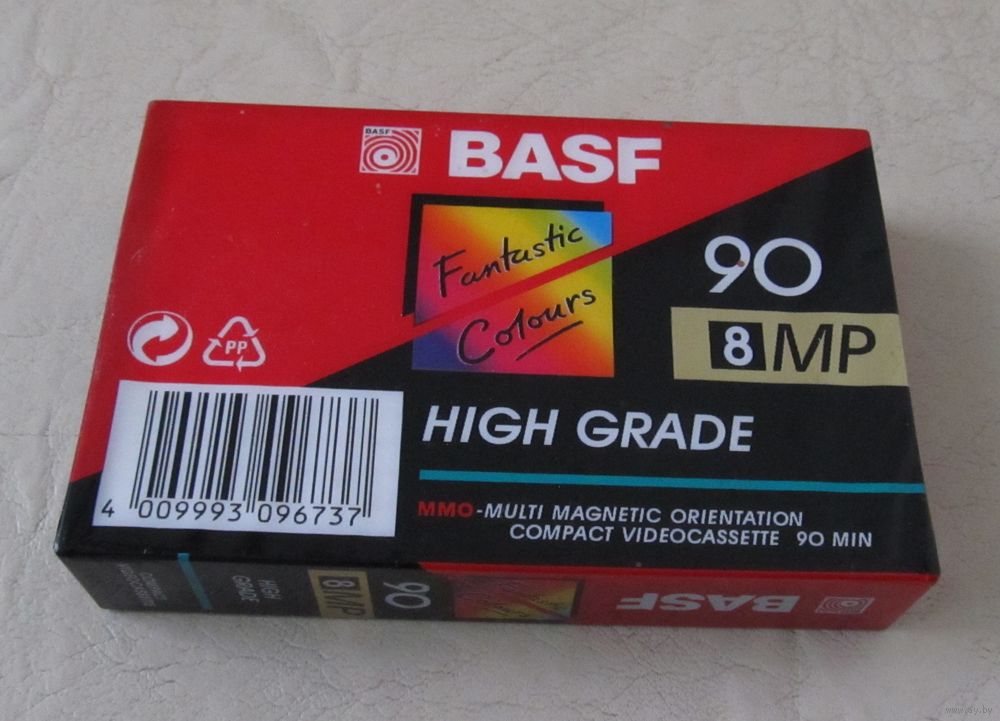 BASF
BASF
Fantastic
Colours
90
8 MP
PP
HIGH GRADE
4 009993 096737
MMO-MULTI MAGNETIC ORIENTATION
COMPACT VIDEOCASSETTE 90 MIN
HIGH
GRADE
8 MP
90
BASF